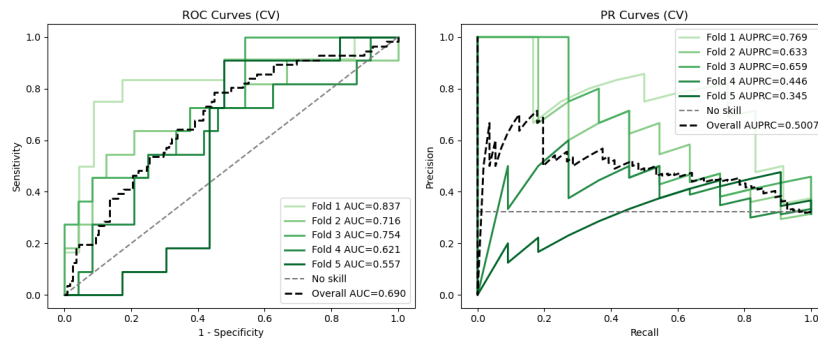 ROC Curves (CV)
Sensitivity
1.0
0.8
0.6
0.4
0.2
0.0
Fold 1 AUC=0.837
Fold 2 AUC=0.716
Fold 3 AUC=0.754
Fold 4 AUC=0.621
Fold 5 AUC=0.557
No skill
Overall AUC=0.690
0.0 0.2 0.4 0.6 0.8 1.0
1 - Specificity
PR Curves (CV)
Precision
1.0
0.8
0.6
0.4
0.2
0.0
Fold 1 AUPRC=0.769
Fold 2 AUPRC=0.633
Fold 3 AUPRC=0.659
Fold 4 AUPRC=0.446
Fold 5 AUPRC=0.345
No skill
Overall AUPRC=0.5007
0.0 0.2 0.4 0.6 0.8 1.0
Recall